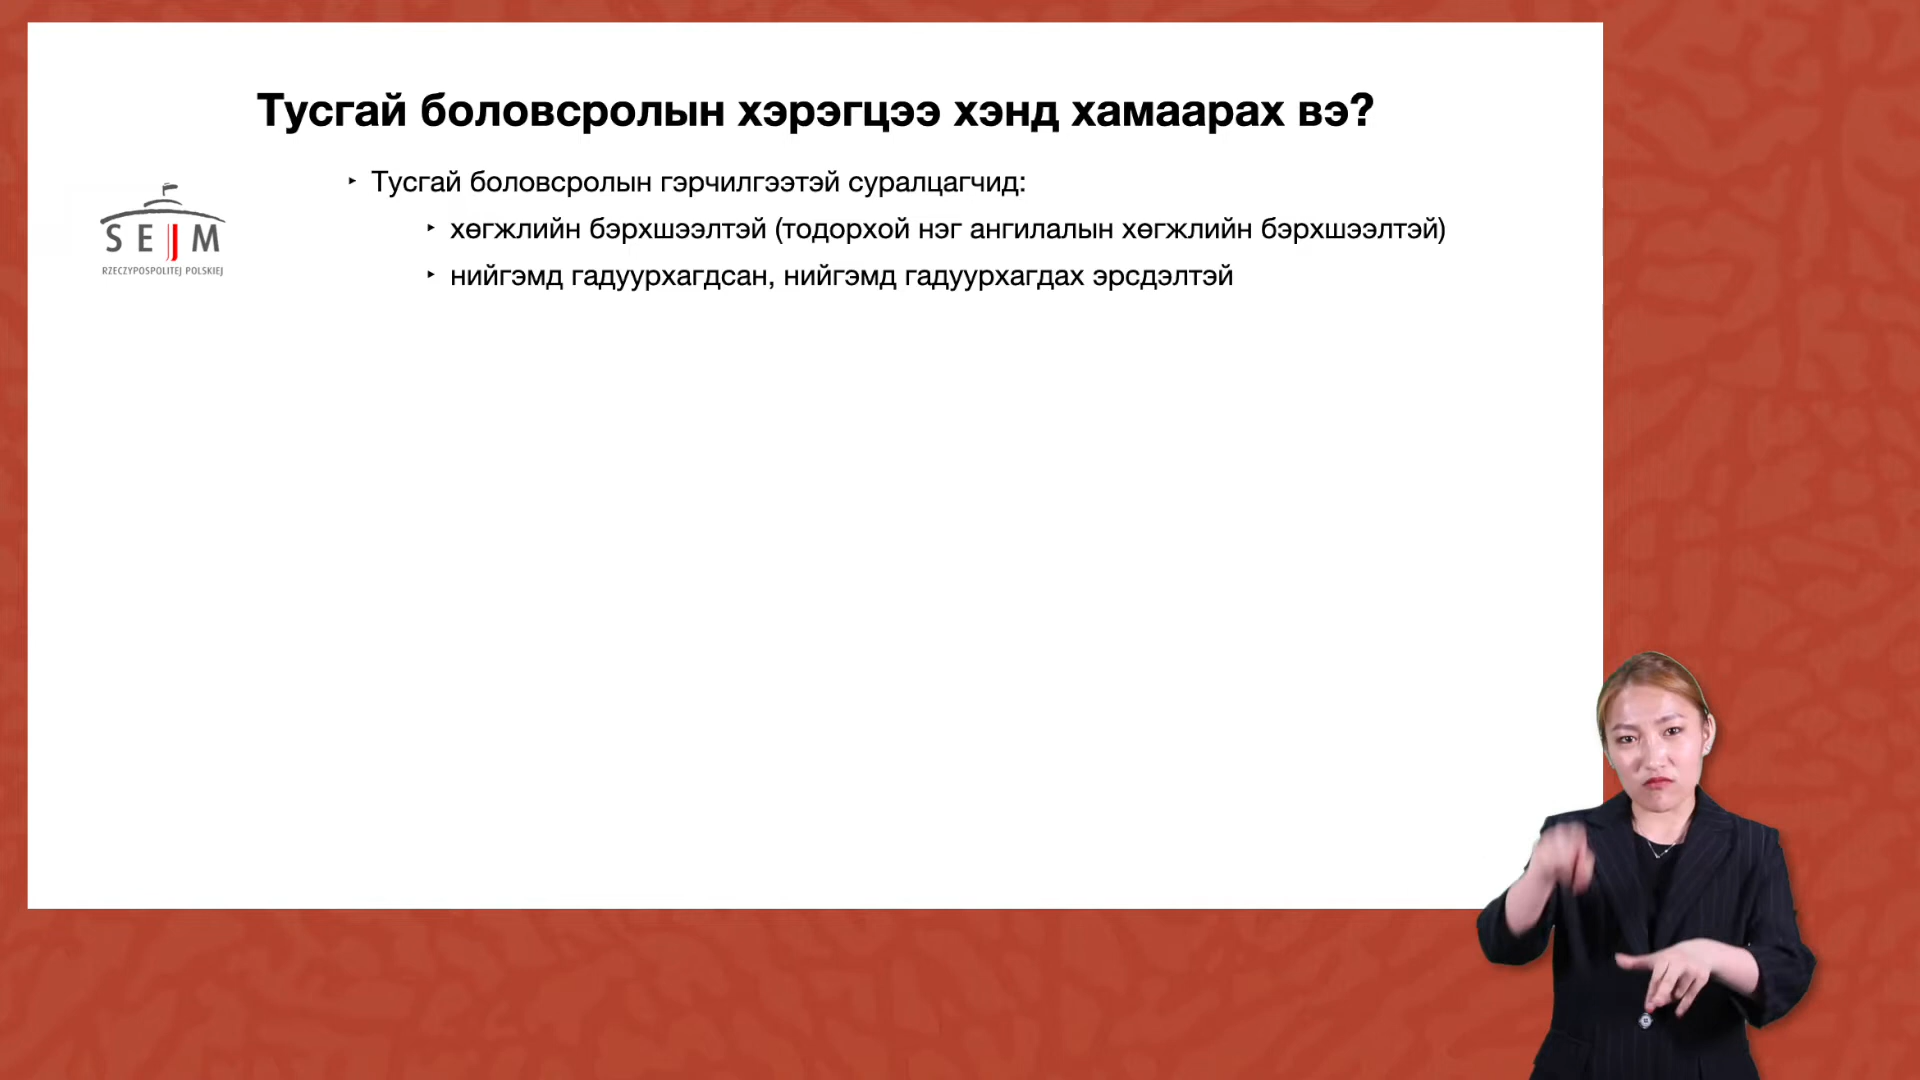 Тусгай боловсролын хэрэгцээ хэнд хамаарах вэ?
‣ Тусгай боловсролын гэрчилгээтэй суралцагчид:
‣ хөгжлийн бэрхшээлтэй (тодорхой нэг ангилалын хөгжлийн бэрхшээлтэй)
‣ нийгэмд гадуурхагдсан, нийгэмд гадуурхагдах эрсдэлтэй
SEJM
RZECZYPOSPOLITEJ POLSKIEJ